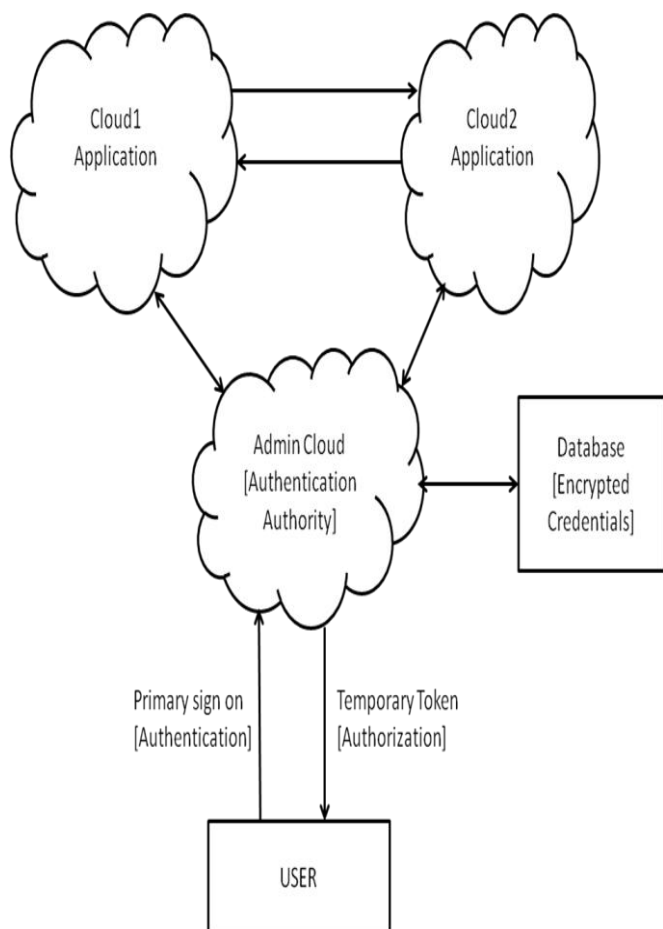 Cloud1
Application
Cloud2
Application
Admin Cloud
[Authentication
Authority]
Database
[Encrypted
Credentials]
Primary sign on
[Authentication]
Temporary Token
[Authorization]
USER